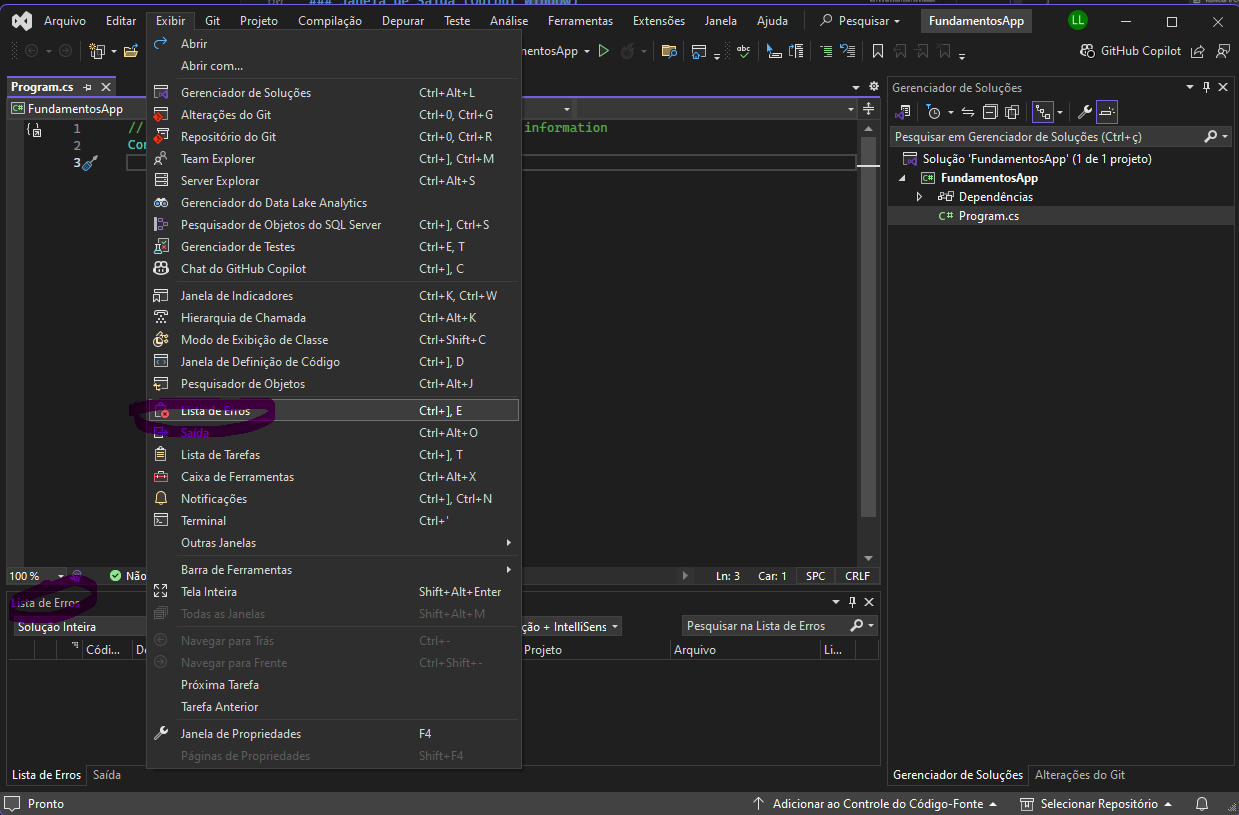 ### Janela de Saída (Output Window)
Arquivo Editar Exibir Git Projeto Compilação Depurar Teste Análise Ferramentas Extensões Janela Ajuda Pesquisar FundamentosApp LL
GitHub Copilot
Program.cs
C# FundamentosApp
Abrir
Abrir com...
Gerenciador de Soluções Ctrl+Alt+L
Alterações do Git Ctrl+0, Ctrl+G
Repositório do Git Ctrl+0, Ctrl+R
Team Explorer Ctrl+], Ctrl+M
Server Explorar Ctrl+Alt+S
Gerenciador do Data Lake Analytics
Pesquisador de Objetos do SQL Server Ctrl+], Ctrl+S
Gerenciador de Testes Ctrl+E, T
Chat do GitHub Copilot Ctrl+], C
Janela de Indicadores Ctrl+K, Ctrl+W
Hierarquia de Chamada Ctrl+Alt+K
Modo de Exibição de Classe Ctrl+Shift+C
Janela de Definição de Código Ctrl+], D
Pesquisador de Objetos Ctrl+Alt+J
Lista de Erros Ctrl+], E
Saída Ctrl+Alt+O
Lista de Tarefas Ctrl+], T
Caixa de Ferramentas Ctrl+Alt+X
Notificações Ctrl+], Ctrl+N
Terminal Ctrl+'
Outras Janelas
Barra de Ferramentas
Tela Inteira Shift+Alt+Enter
Todas as Janelas Shift+Alt+M
Navegar para Trás Ctrl+-
Navegar para Frente Ctrl+Shift+-
Próxima Tarefa
Tarefa Anterior
Janela de Propriedades F4
Páginas de Propriedades Shift+F4
1 // information
2 Con
3
100 % Não Ln: 3 Car: 1 SPC CRLF
Lista de Erros
Solução Inteira ção + IntelliSens Pesquisar na Lista de Erros
Códi... De Projeto Arquivo Li...
Lista de Erros Saída
Gerenciador de Soluções
Pesquisar em Gerenciador de Soluções (Ctrl+ç)
Solução 'FundamentosApp' (1 de 1 projeto)
C# FundamentosApp
Dependências
C# Program.cs
Gerenciador de Soluções Alterações do Git
Pronto Adicionar ao Controle do Código-Fonte Selecionar Repositório